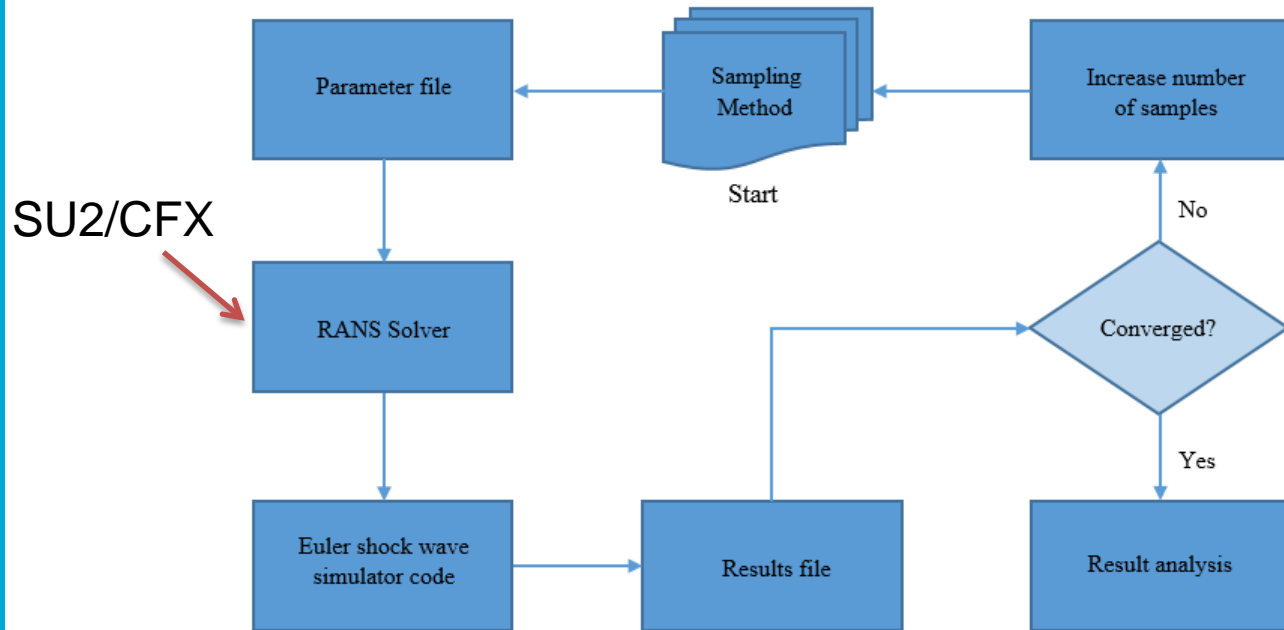 Parameter file
Sampling
Method
Increase number
of samples
Start
SU2/CFX
No
RANS Solver
Converged?
Yes
Euler shock wave
simulator code
Results file
Result analysis